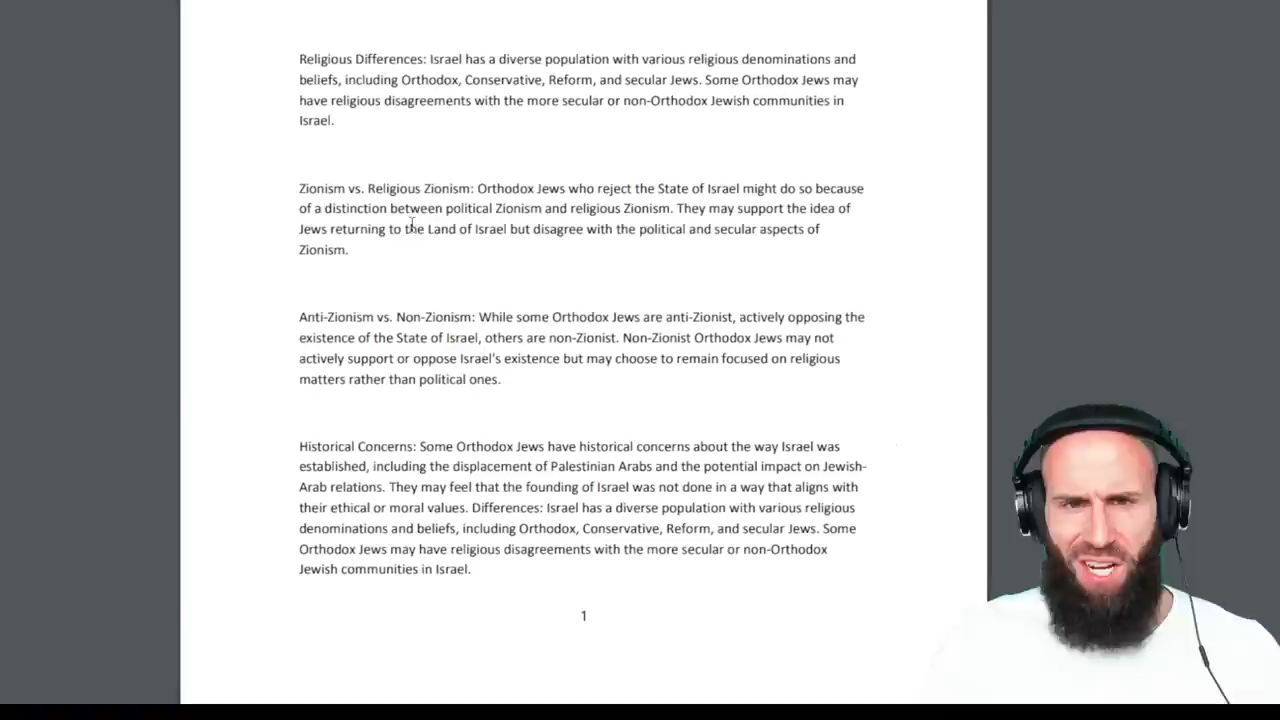 Religious Differences: Israel has a diverse population with various religious denominations and
beliefs, including Orthodox, Conservative, Reform, and secular Jews. Some Orthodox Jews may
have religious disagreements with the more secular or non-Orthodox Jewish communities in
Israel.
Zionism vs. Religious Zionism: Orthodox Jews who reject the State of Israel might do so because
of a distinction between political Zionism and religious Zionism. They may support the idea of
Jews returning to the Land of Israel but disagree with the political and secular aspects of
Zionism.
Anti-Zionism vs. Non-Zionism: While some Orthodox Jews are anti-Zionist, actively opposing the
existence of the State of Israel, others are non-Zionist. Non-Zionist Orthodox Jews may not
actively support or oppose Israel's existence but may choose to remain focused on religious
matters rather than political ones.
Historical Concerns: Some Orthodox Jews have historical concerns about the way Israel was
established, including the displacement of Palestinian Arabs and the potential impact on Jewish-
Arab relations. They may feel that the founding of Israel was not done in a way that aligns with
their ethical or moral values. Differences: Israel has a diverse population with various religious
denominations and beliefs, including Orthodox, Conservative, Reform, and secular Jews. Some
Orthodox Jews may have religious disagreements with the more secular or non-Orthodox
Jewish communities in Israel.
1